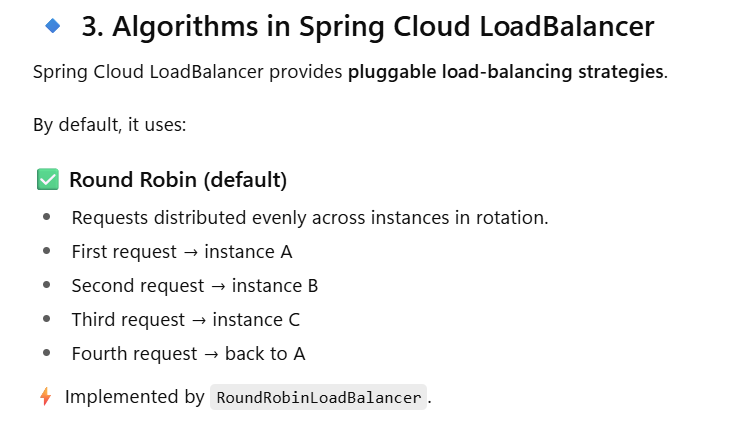 3. Algorithms in Spring Cloud LoadBalancer
Spring Cloud LoadBalancer provides pluggable load-balancing strategies.
By default, it uses:
Round Robin (default)
Requests distributed evenly across instances in rotation.
First request → instance A
Second request → instance B
Third request → instance C
Fourth request → back to A
Implemented by RoundRobinLoadBalancer.